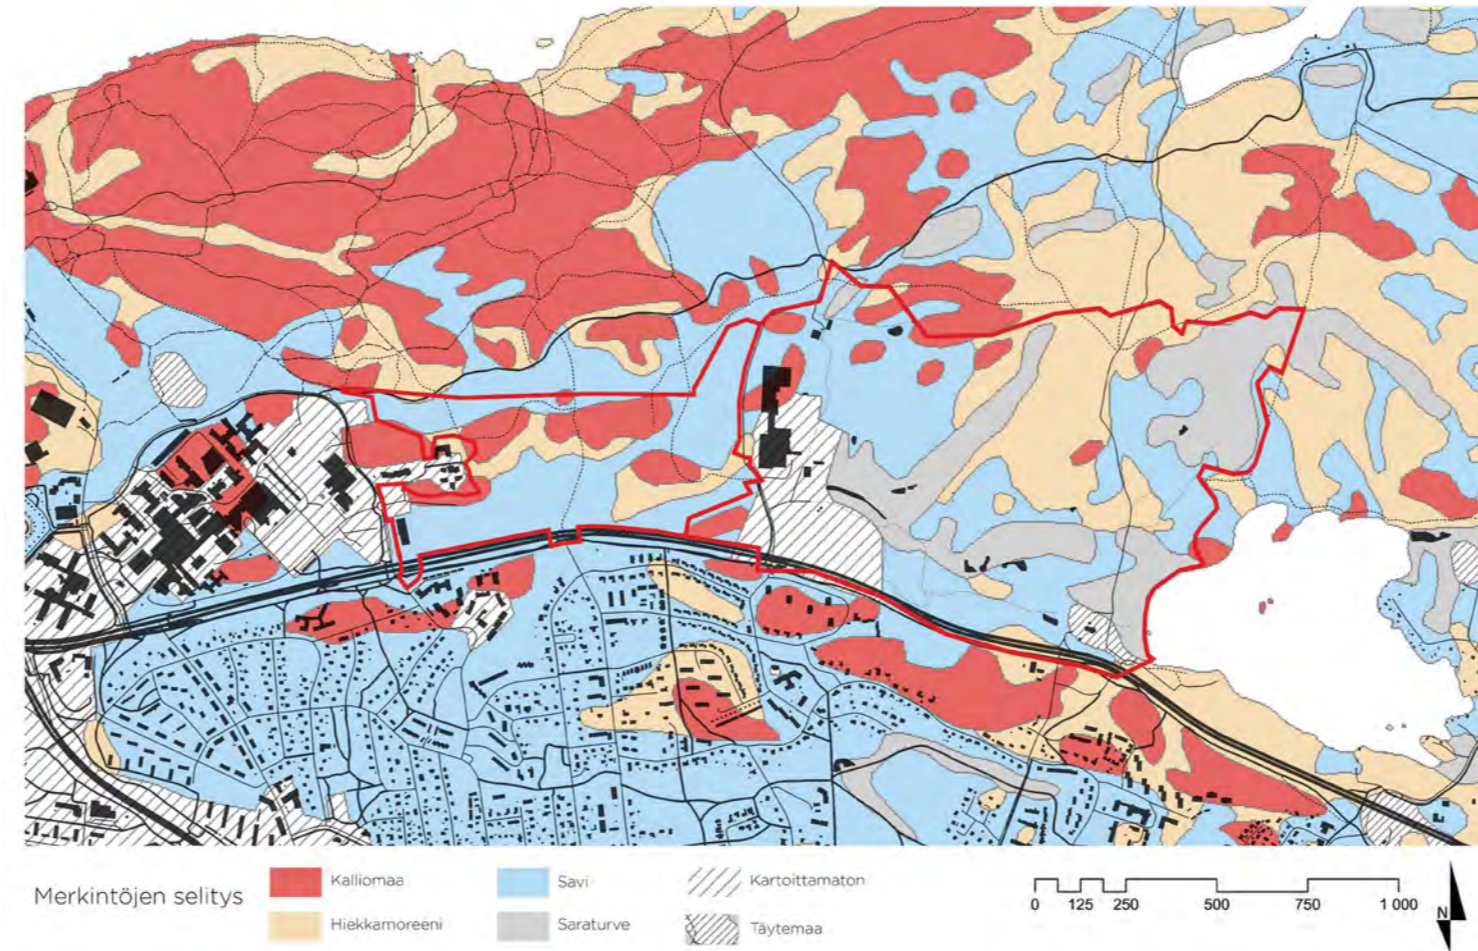 Merkintöjen selitys
Kalliomaa
Hiekkamoreeni
Savi
Saraturve
Kartoittamaton
Täytemaa
0 125 250 500 750 1 000
N